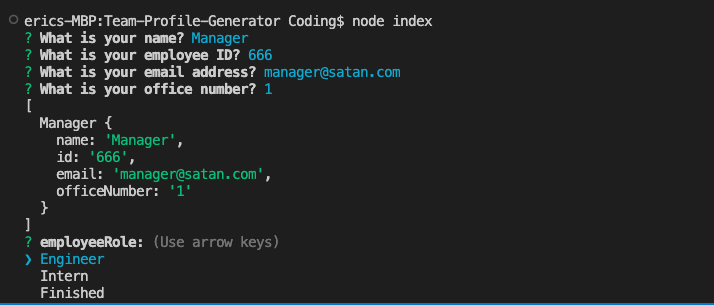 erics-MBP:Team-Profile-Generator Coding$ node index
? What is your name? Manager
? What is your employee ID? 666
? What is your email address? manager@satan.com
? What is your office number? 1
[
  Manager {
    name: 'Manager',
    id: '666',
    email: 'manager@satan.com',
    officeNumber: '1'
  }
]
? employeeRole: (Use arrow keys)
❯ Engineer
  Intern
  Finished